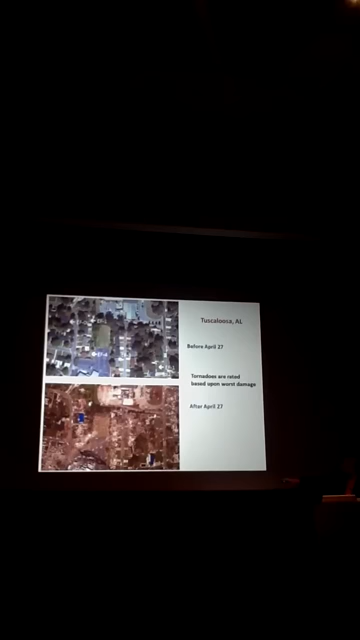 Tuscaloosa, AL
Before April 27
Tornadoes are rated
based upon worst damage
After April 27